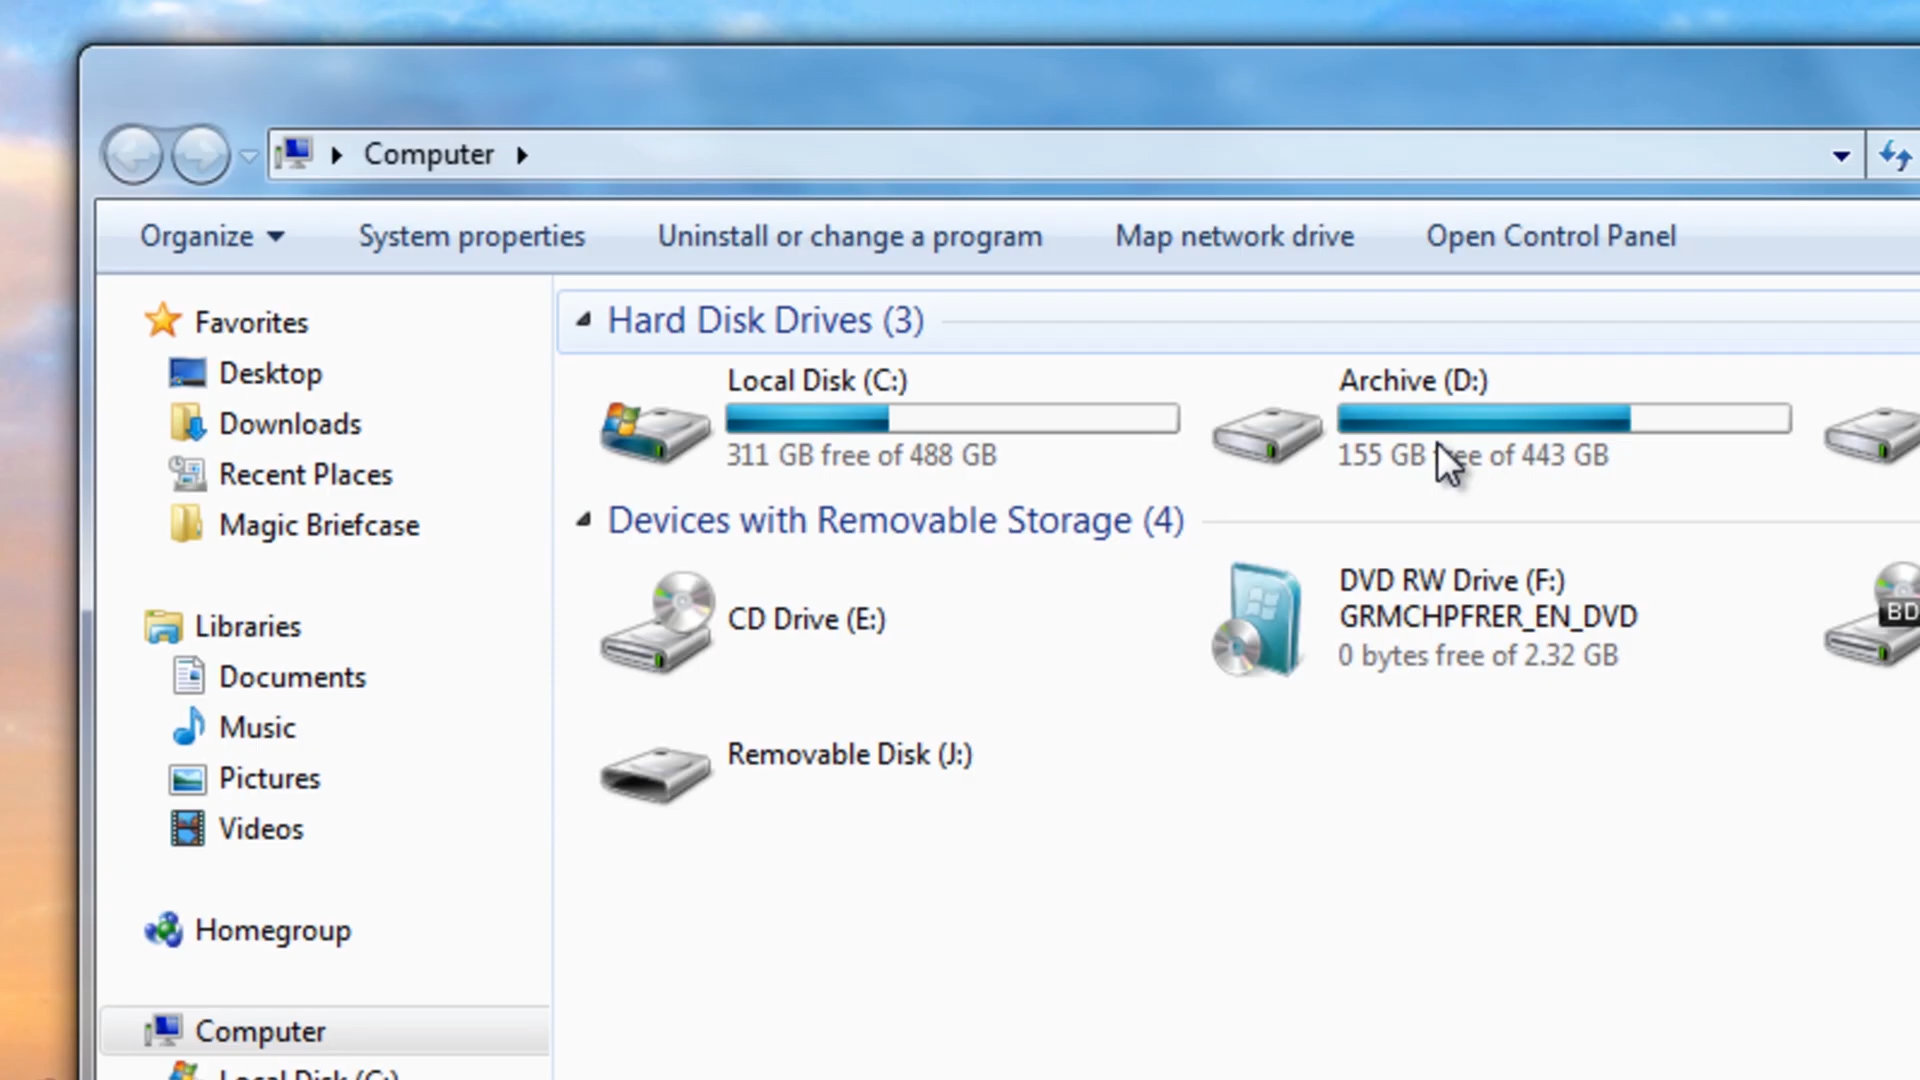 Computer
Organize
System properties
Uninstall or change a program
Map network drive
Open Control Panel
Favorites
Desktop
Downloads
Recent Places
Magic Briefcase
Libraries
Documents
Music
Pictures
Videos
Homegroup
Computer
Local Disk (C:)
Hard Disk Drives (3)
Local Disk (C:)
311 GB free of 488 GB
Archive (D:)
155 GB free of 443 GB
Devices with Removable Storage (4)
CD Drive (E:)
DVD RW Drive (F:)
GRMCHPFRER_EN_DVD
0 bytes free of 2.32 GB
BD
Removable Disk (J:)